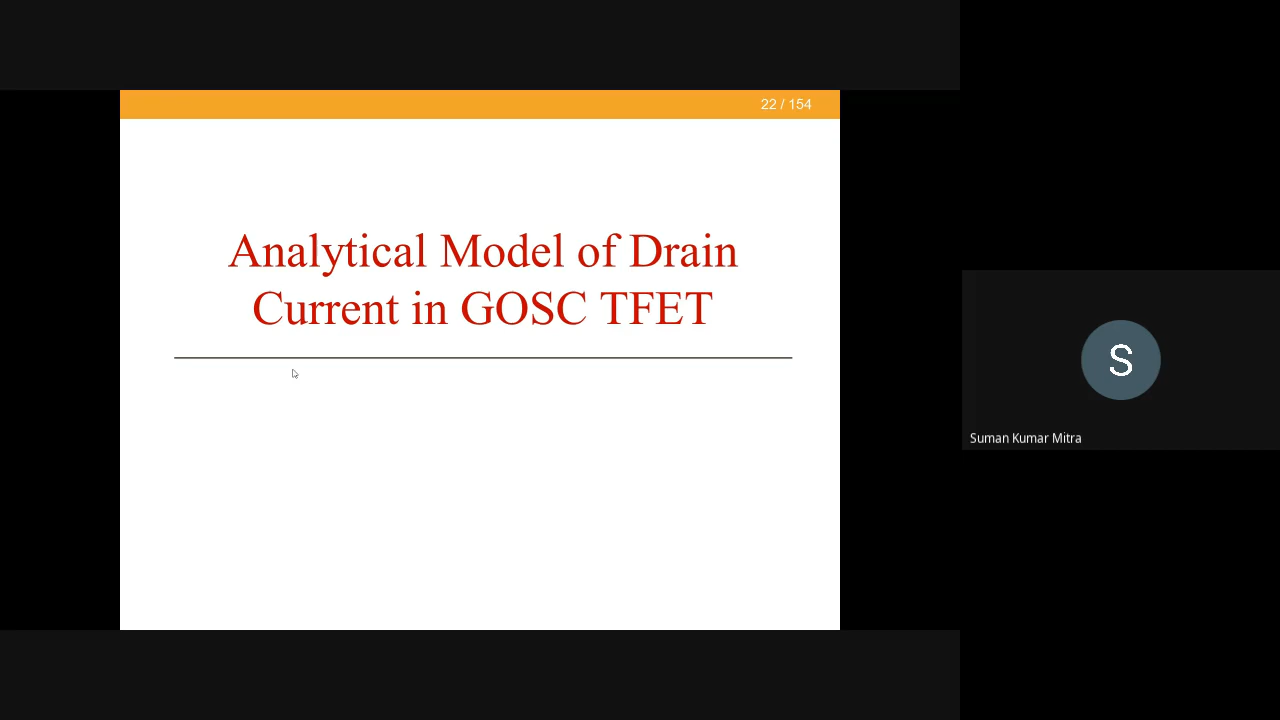 22 / 154
Analytical Model of Drain
Current in GOSC TFET
S
Suman Kumar Mitra